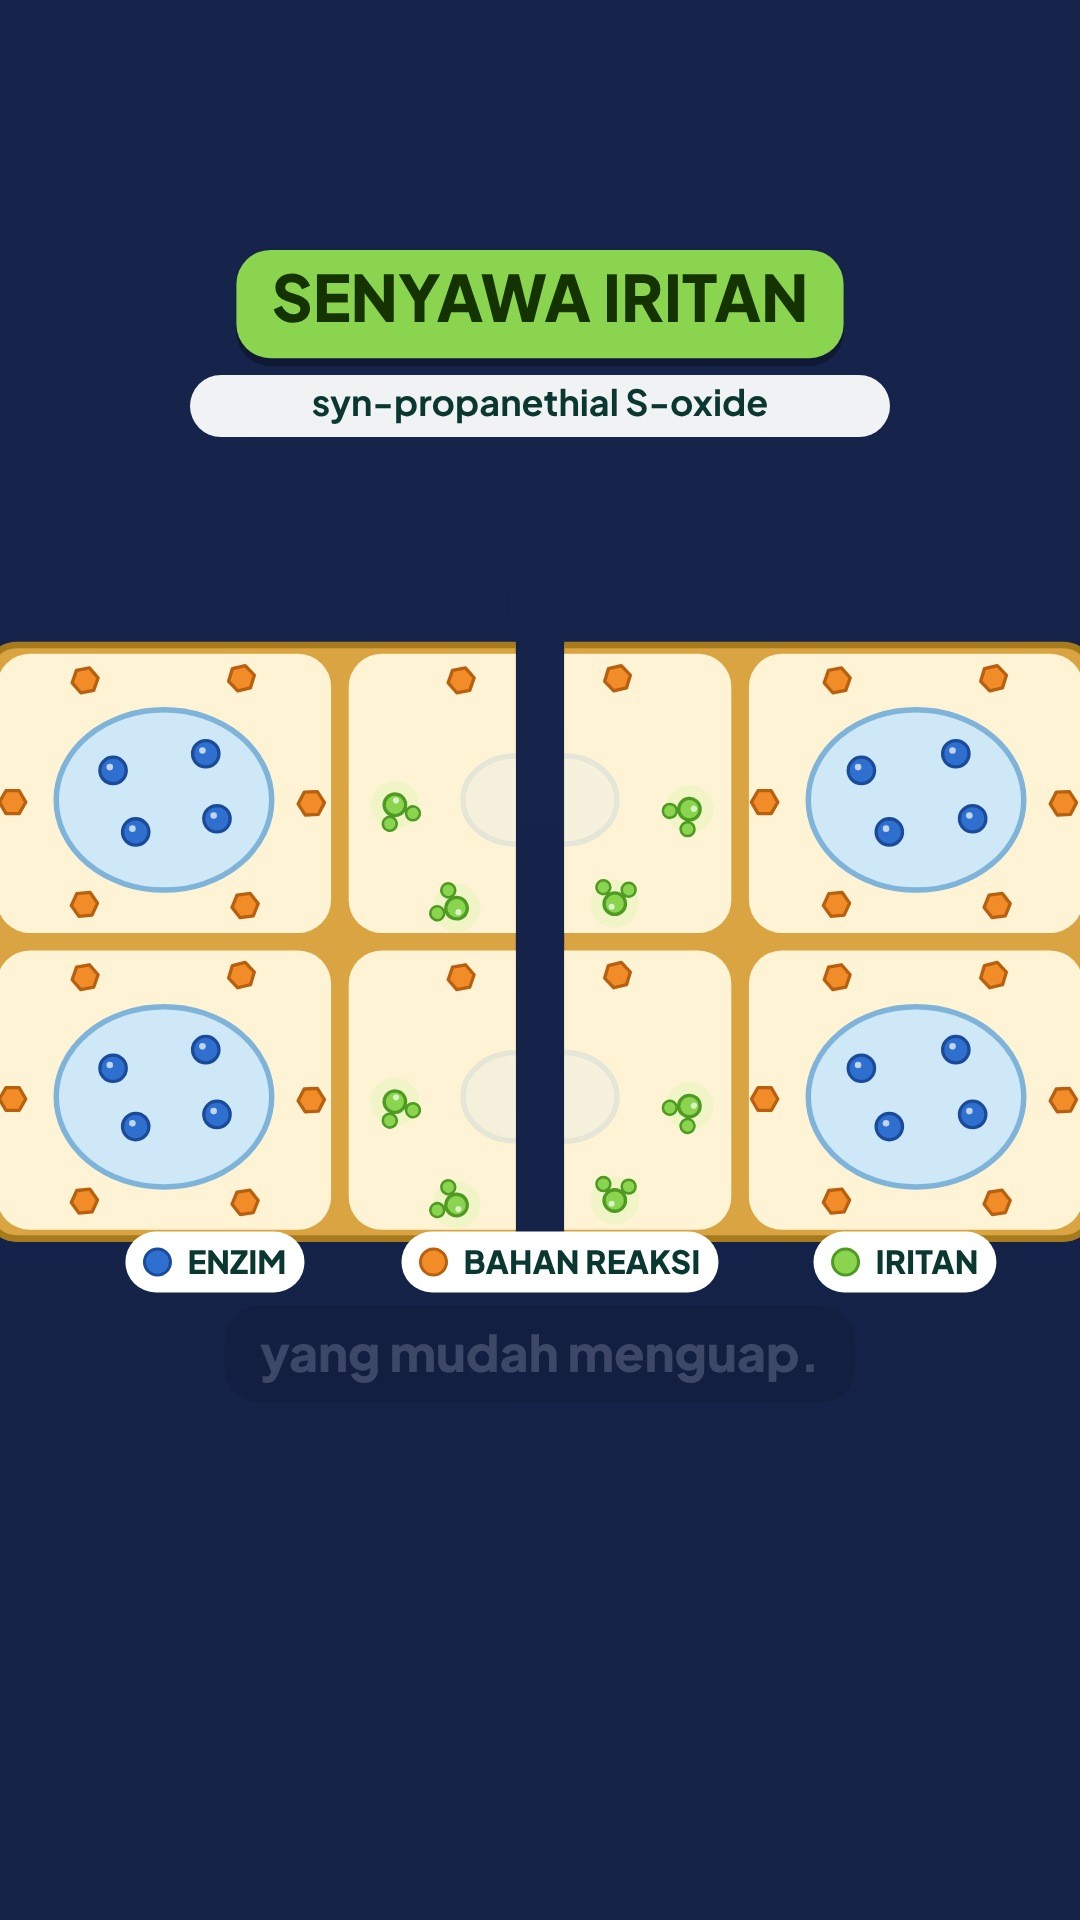 SENYAWA IRITAN
syn-propanethial S-oxide
ENZIM
BAHAN REAKSI
IRITAN
yang mudah menguap.